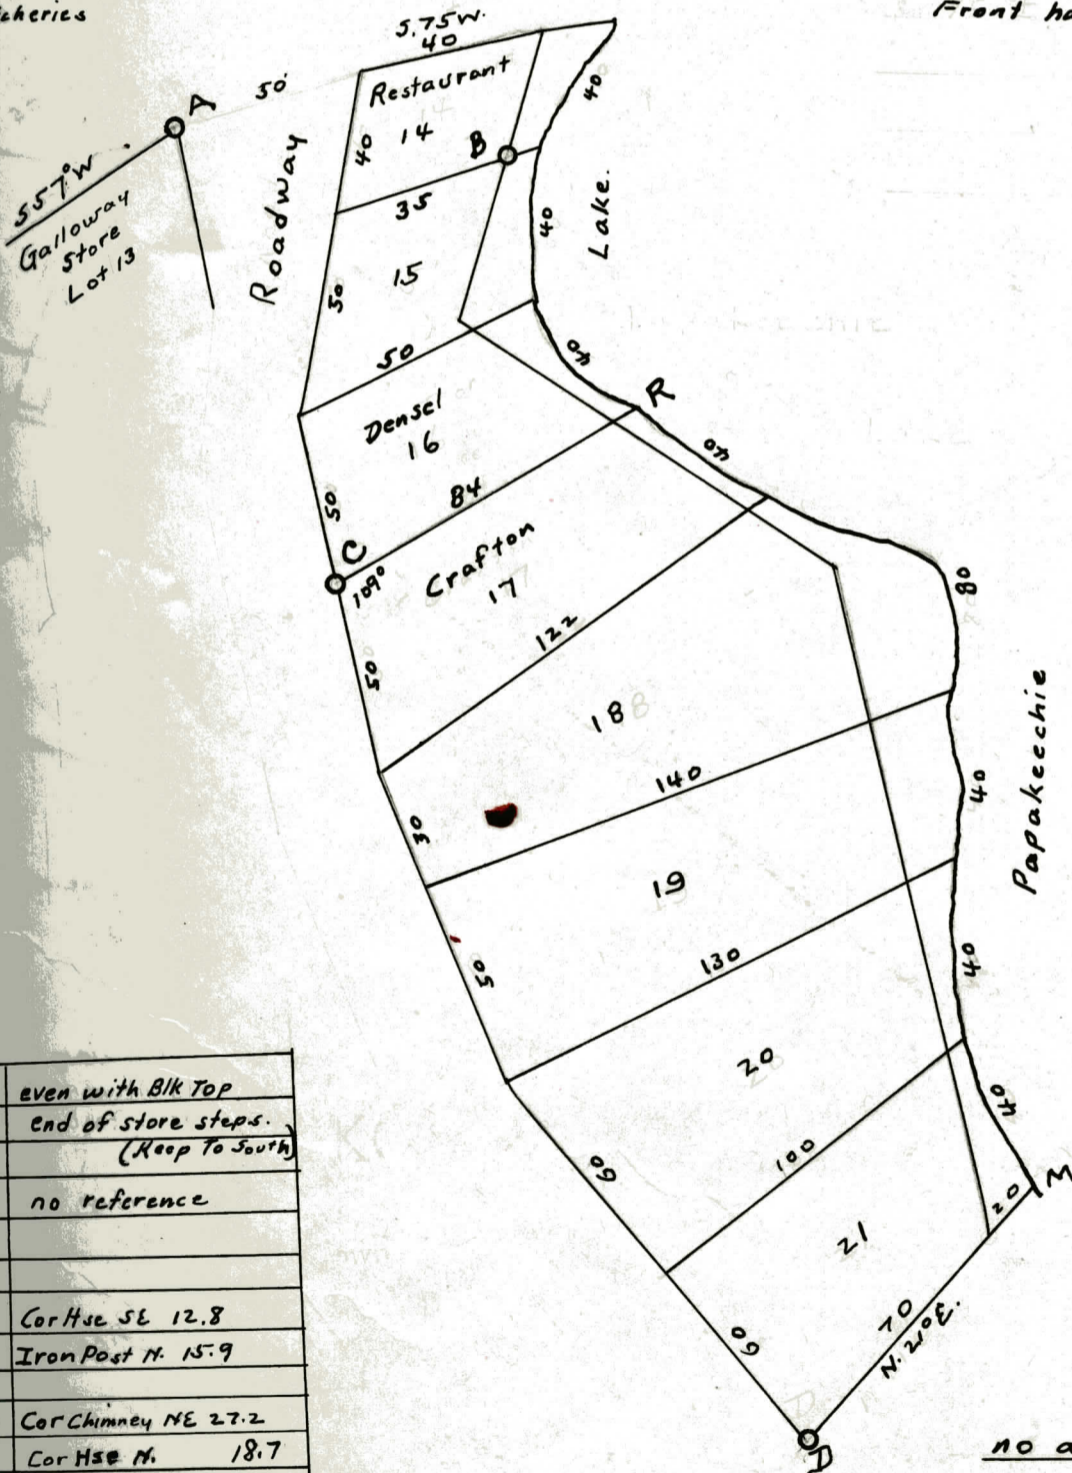 cheries
Front ha
5.75W.
40
50'
A
Restaurant
14
40
B
40
S57°W
Galloway
Store
Lot 13
Roadway
35
40
Lake.
15
50
50
40
R
Densel
16
40
50
84
C
109°
Crafton
17
80
122
50
18
Papakeechie
140
40
30
19
130
40
50
20
even with Blk Top
end of store steps.
(Keep To South)
40
M
100
60
20
no reference
21
Cor Hse SE 12.8
70
N. 21°E.
Iron Post N. 15.9
60
Cor Chimney NE 27.2
Cor Hse N. 18.7
D
no a